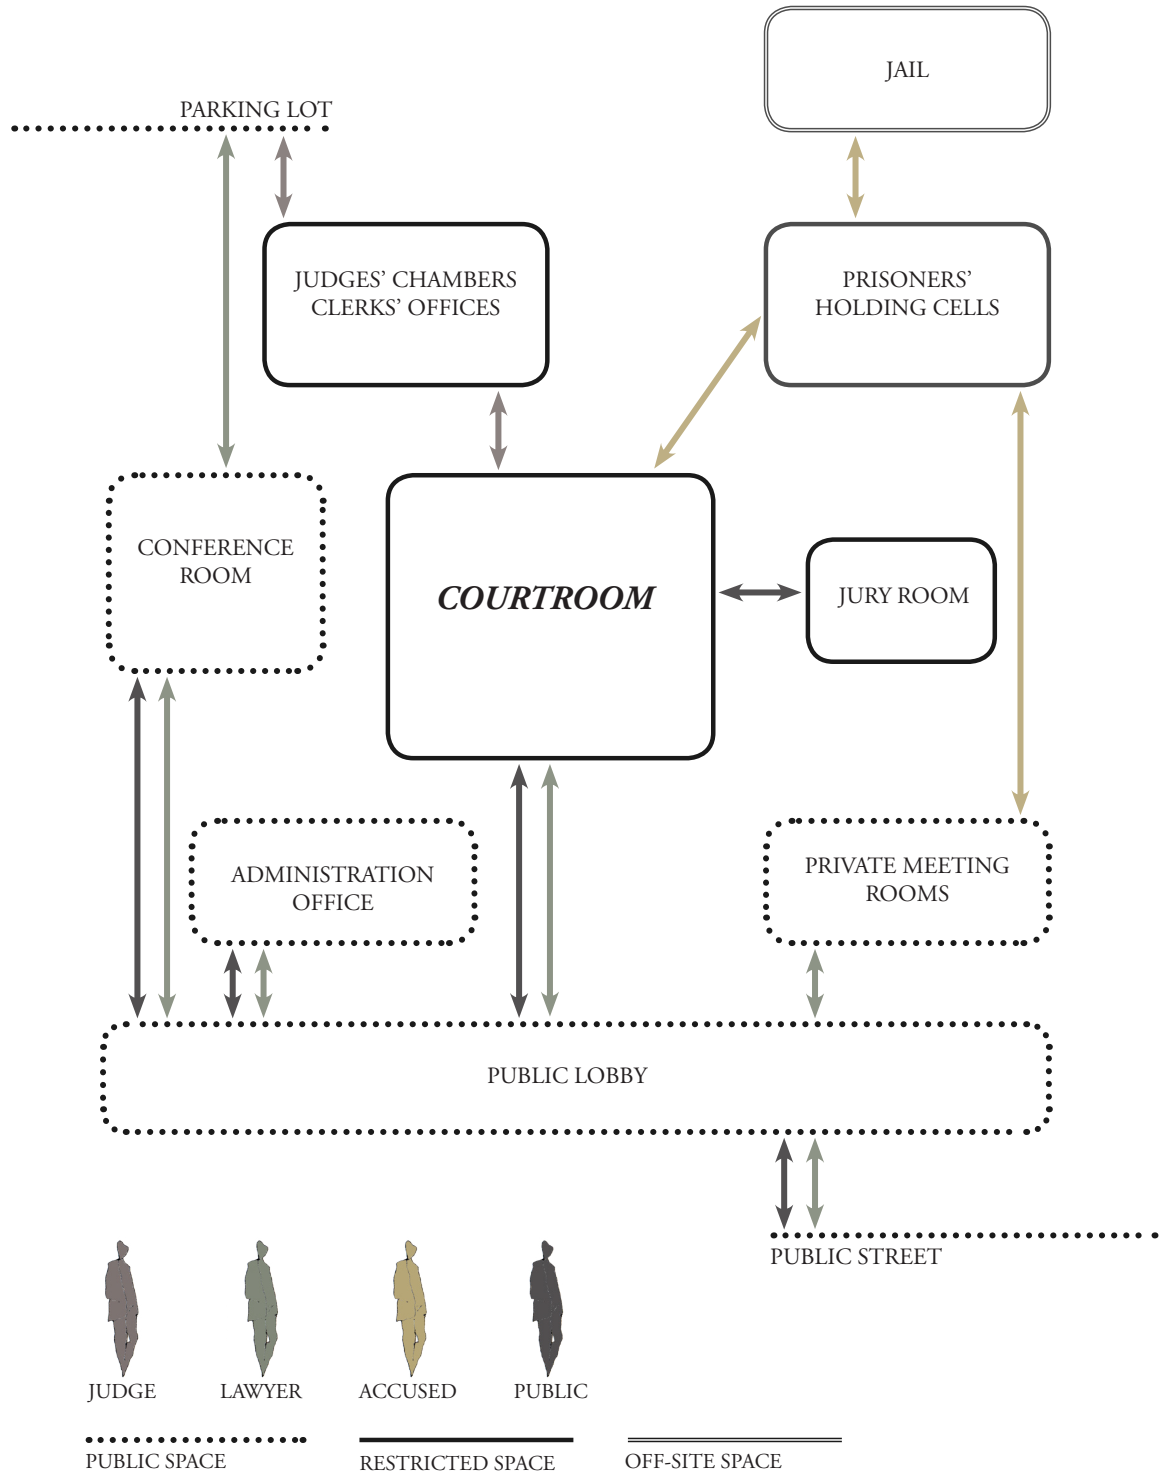 JAIL
PARKING LOT
JUDGES’ CHAMBERS
CLERKS’ OFFICES
PRISONERS’
HOLDING CELLS
CONFERENCE
ROOM
COURTROOM
JURY ROOM
ADMINISTRATION
OFFICE
PRIVATE MEETING
ROOMS
PUBLIC LOBBY
PUBLIC STREET
JUDGE
LAWYER
ACCUSED
PUBLIC
PUBLIC SPACE
RESTRICTED SPACE
OFF-SITE SPACE